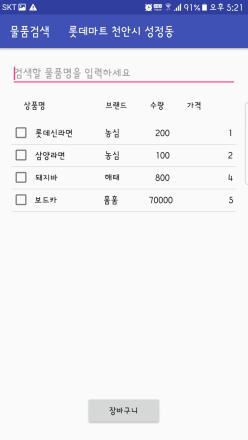 SKT 91% 오후 5:21
물품검색 롯데마트 천안시 성정동
검색할 물품명을 입력하세요
상품명 브랜드 수량 가격
롯데신라면 농심 200 1
삼양라면 농심 100 2
돼지바 해태 800 4
보드카 홈홈 70000 5
장바구니